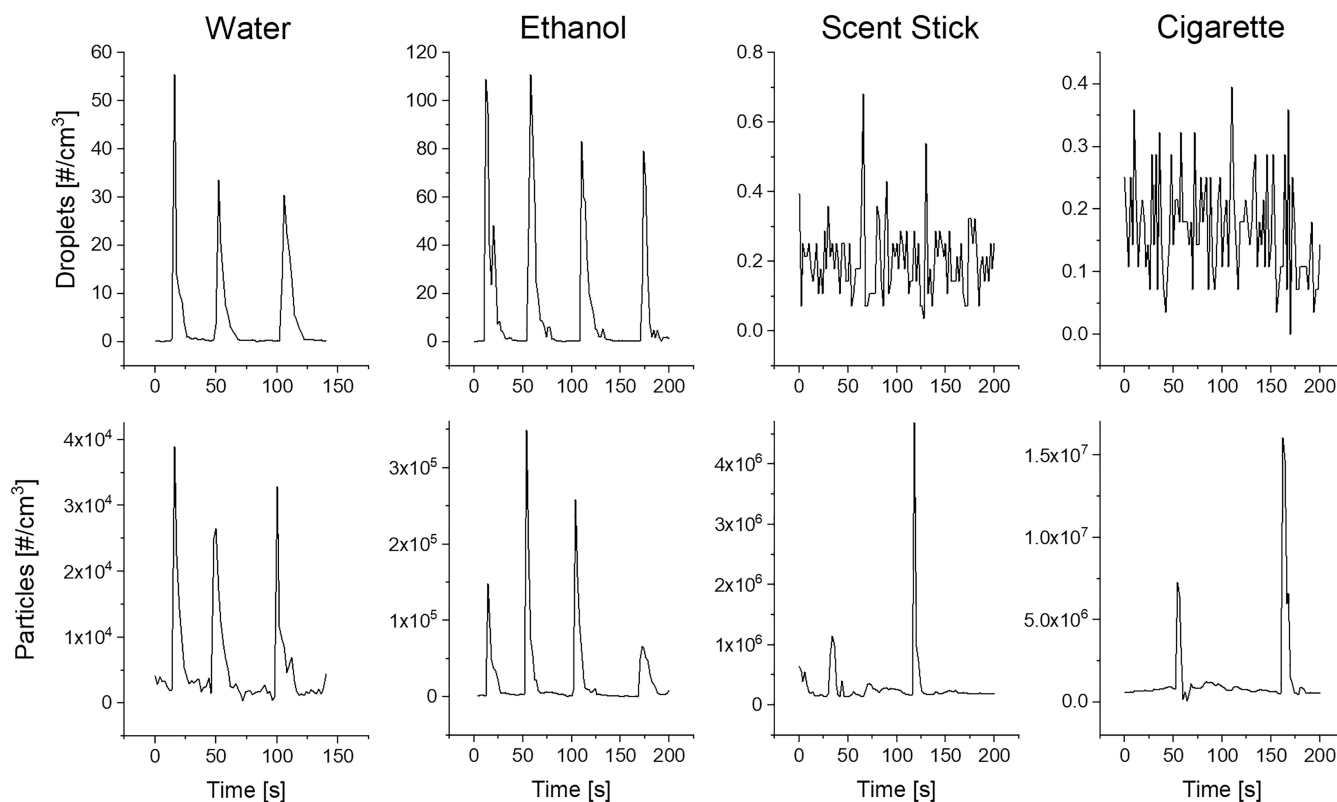 Water Ethanol Scent Stick Cigarette
Droplets [#/cm³]
60
50
40
30
20
10
0
0 50 100 150
120
100
80
60
40
20
0
0 50 100 150 200
0.8
0.6
0.4
0.2
0.0
0 50 100 150 200
0.4
0.3
0.2
0.1
0.0
0 50 100 150 200
Particles [#/cm³]
4x10⁴
3x10⁴
2x10⁴
1x10⁴
0
0 50 100 150
Time [s]
3x10⁵
2x10⁵
1x10⁵
0
0 50 100 150 200
Time [s]
4x10⁶
3x10⁶
2x10⁶
1x10⁶
0
0 50 100 150 200
Time [s]
1.5x10⁷
1.0x10⁷
5.0x10⁶
0.0
0 50 100 150 200
Time [s]